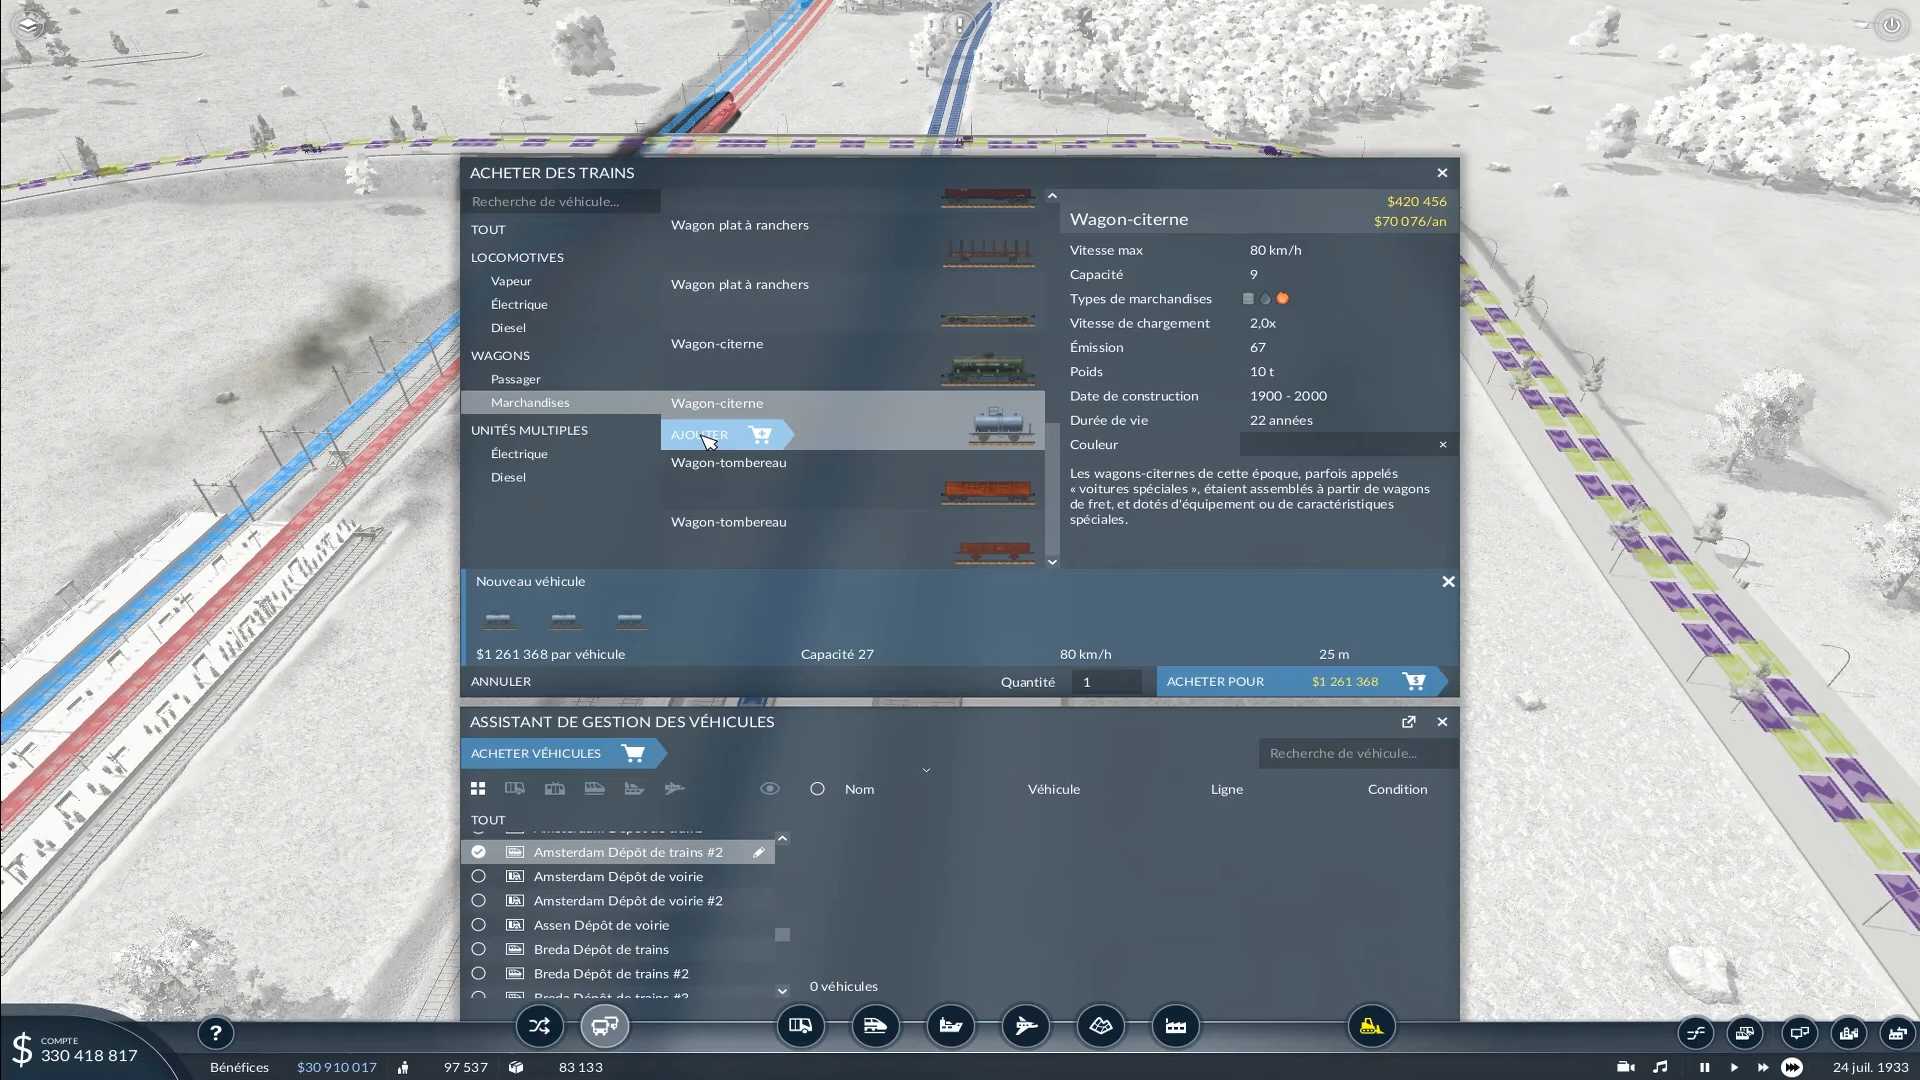 ACHETER DES TRAINS
Recherche de véhicule...
TOUT
LOCOMOTIVES
Vapeur
Électrique
Diesel
WAGONS
Passager
Marchandises
UNITÉS MULTIPLES
Électrique
Diesel
Wagon plat à ranchers
Wagon plat à ranchers
Wagon-citerne
Wagon-citerne
AJOUTER
Wagon-tombereau
Wagon-tombereau
$420 456
Wagon-citerne
$70 076/an
Vitesse max 80 km/h
Capacité 9
Types de marchandises
Vitesse de chargement 2,0x
Émission 67
Poids 10 t
Date de construction 1900 - 2000
Durée de vie 22 années
Couleur
Les wagons-citernes de cette époque, parfois appelés
« voitures spéciales », étaient assemblés à partir de wagons
de fret, et dotés d'équipement ou de caractéristiques
spéciales.
Nouveau véhicule
$1 261 368 par véhicule Capacité 27 80 km/h 25 m
ANNULER Quantité 1 ACHETER POUR $1 261 368
ASSISTANT DE GESTION DES VÉHICULES
ACHETER VÉHICULES
Recherche de véhicule...
Nom Véhicule Ligne Condition
TOUT
Amsterdam Dépôt de trains
Amsterdam Dépôt de trains #2
Amsterdam Dépôt de voirie
Amsterdam Dépôt de voirie #2
Assen Dépôt de voirie
Breda Dépôt de trains
Breda Dépôt de trains #2
Breda Dépôt de trains #3
0 véhicules
?
$ COMPTE
330 418 817
Bénéfices $30 910 017 97 537 83 133
24 juil. 1933